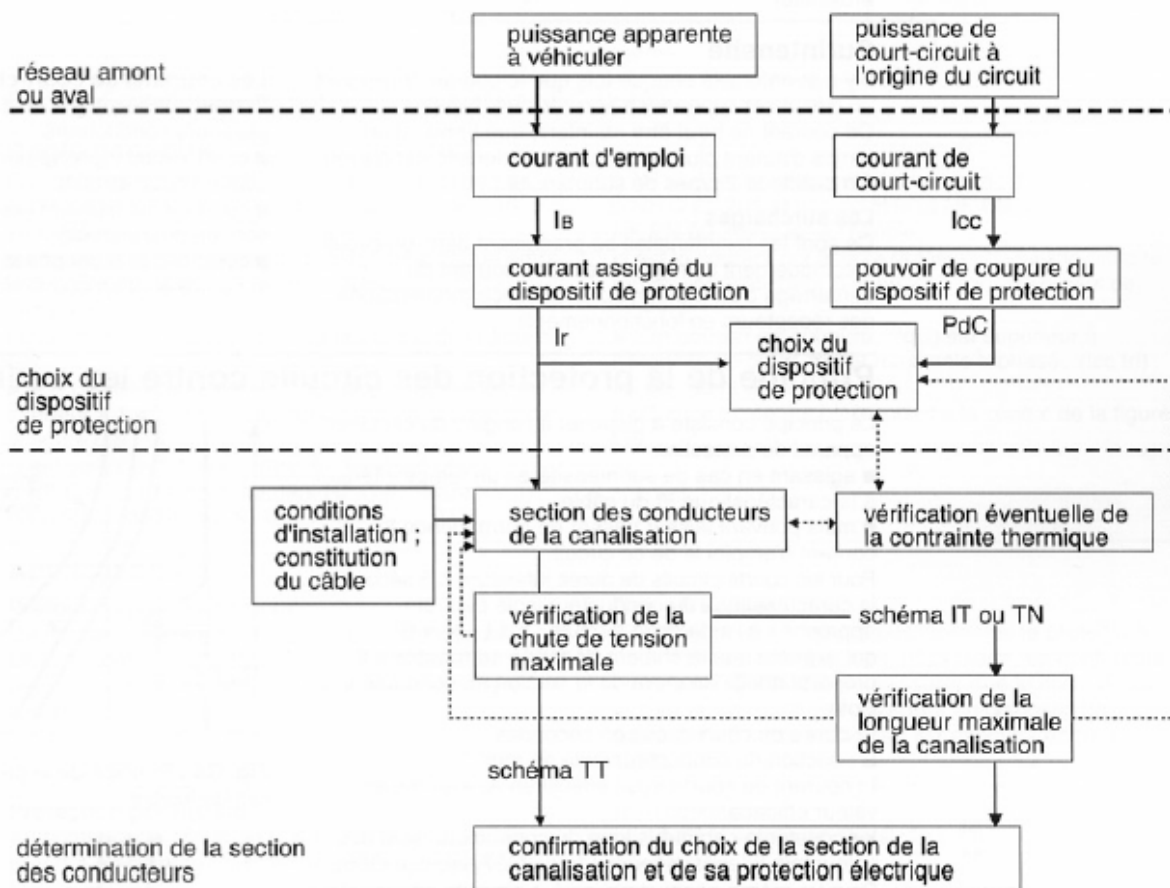 puissance apparente
à véhiculer
puissance de
court-circuit à
l'origine du circuit
réseau amont
ou aval
courant d'emploi
courant de
court-circuit
IB
Icc
courant assigné du
dispositif de protection
pouvoir de coupure du
dispositif de protection
Ir
PdC
choix du
dispositif
de protection
choix du
dispositif
de protection
conditions
d'installation ;
constitution
du câble
section des conducteurs
de la canalisation
vérification éventuelle de
la contrainte thermique
vérification de la
chute de tension
maximale
schéma IT ou TN
vérification de la
longueur maximale
de la canalisation
schéma TT
détermination de la section
des conducteurs
confirmation du choix de la section de la
canalisation et de sa protection électrique